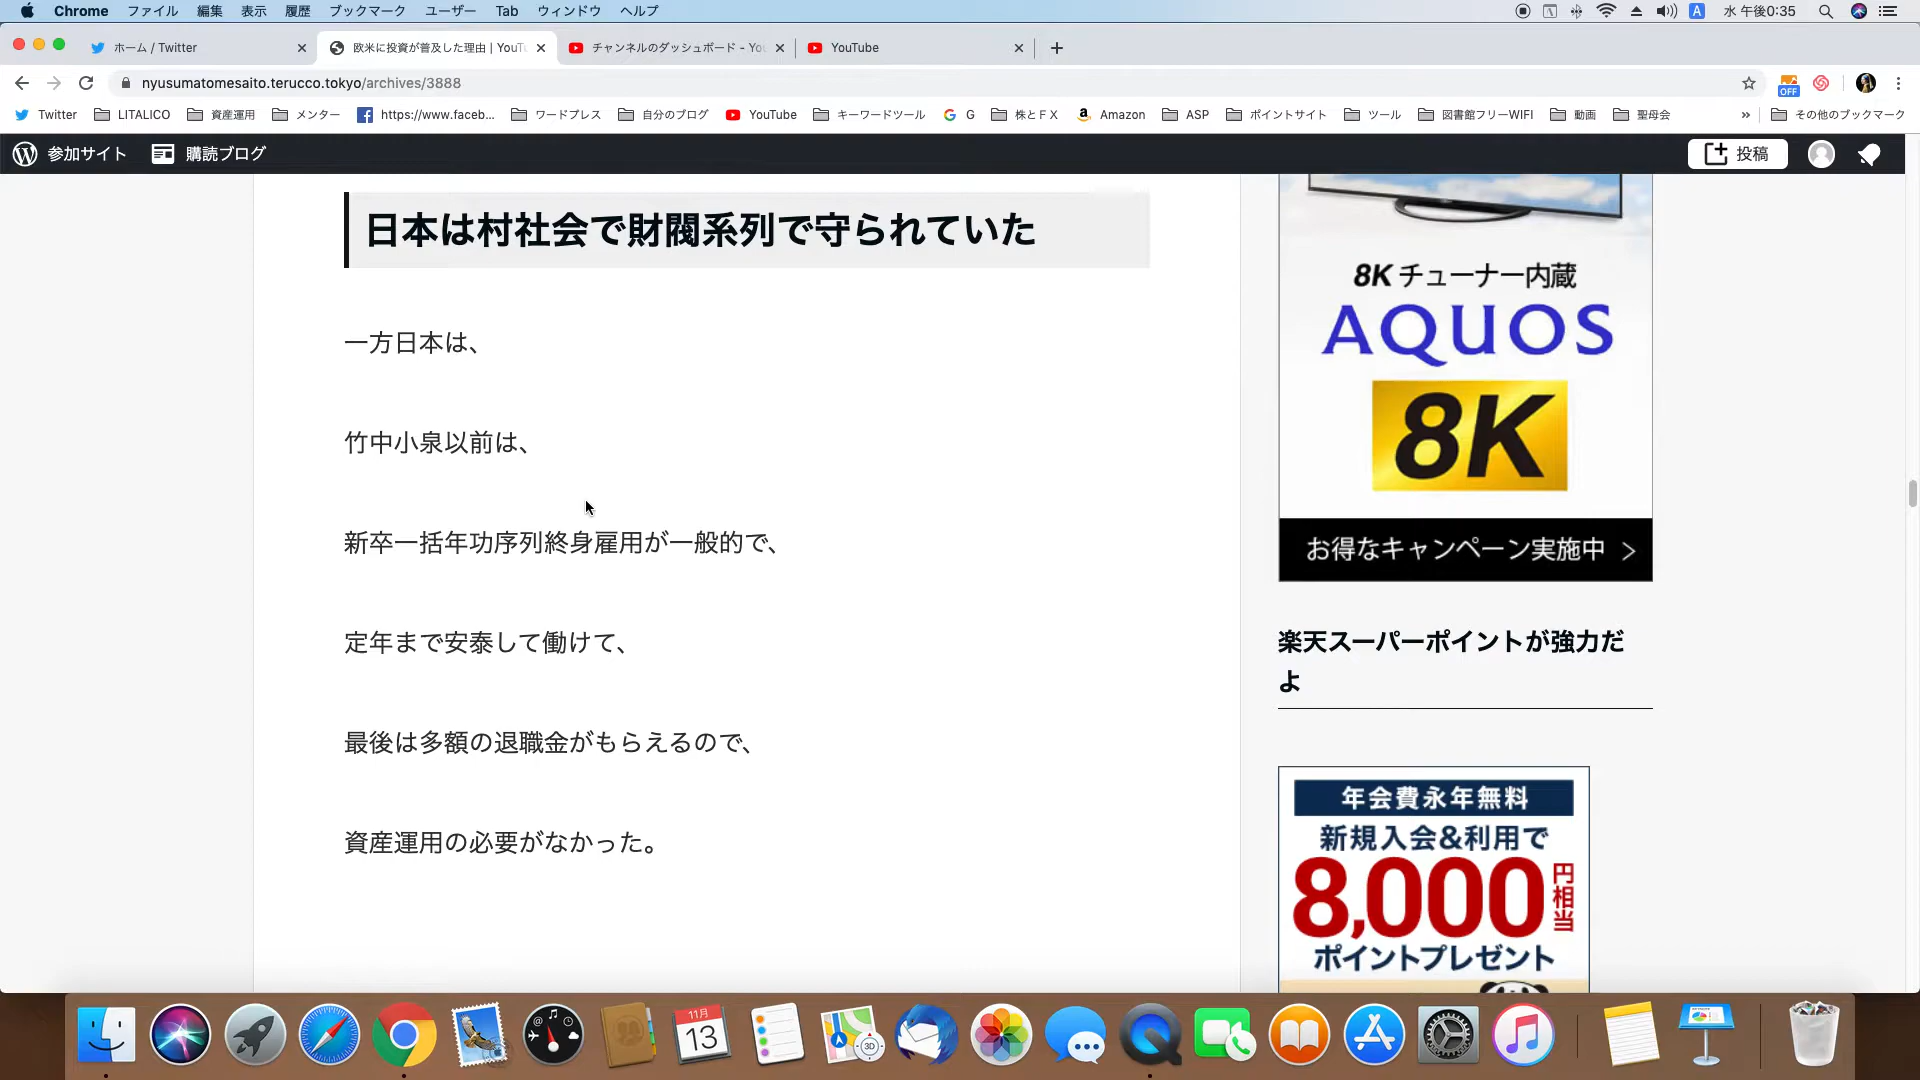 Chrome ファイル 編集 表示 履歴 ブックマーク ユーザー Tab ウィンドウ ヘルプ
A 水 午後0:35
ホーム / Twitter
欧米に投資が普及した理由 | YouT
チャンネルのダッシュボード - You
YouTube
nyusumatomesaito.terucco.tokyo/archives/3888
OFF
Twitter LITALICO 資産運用 メンター https://www.faceb... ワードプレス 自分のブログ YouTube キーワードツール G 株とＦＸ Amazon ASP ポイントサイト ツール 図書館フリーWIFI 動画 聖母会 » その他のブックマーク
参加サイト 購読ブログ
投稿
日本は村社会で財閥系列で守られていた
一方日本は、
竹中小泉以前は、
新卒一括年功序列終身雇用が一般的で、
定年まで安泰して働けて、
最後は多額の退職金がもらえるので、
資産運用の必要がなかった。
8K チューナー内蔵
AQUOS
8K
お得なキャンペーン実施中 >
楽天スーパーポイントが強力だ
よ
年会費永年無料
新規入会&利用で
8,000円相当
ポイントプレゼント
11月
13
3D